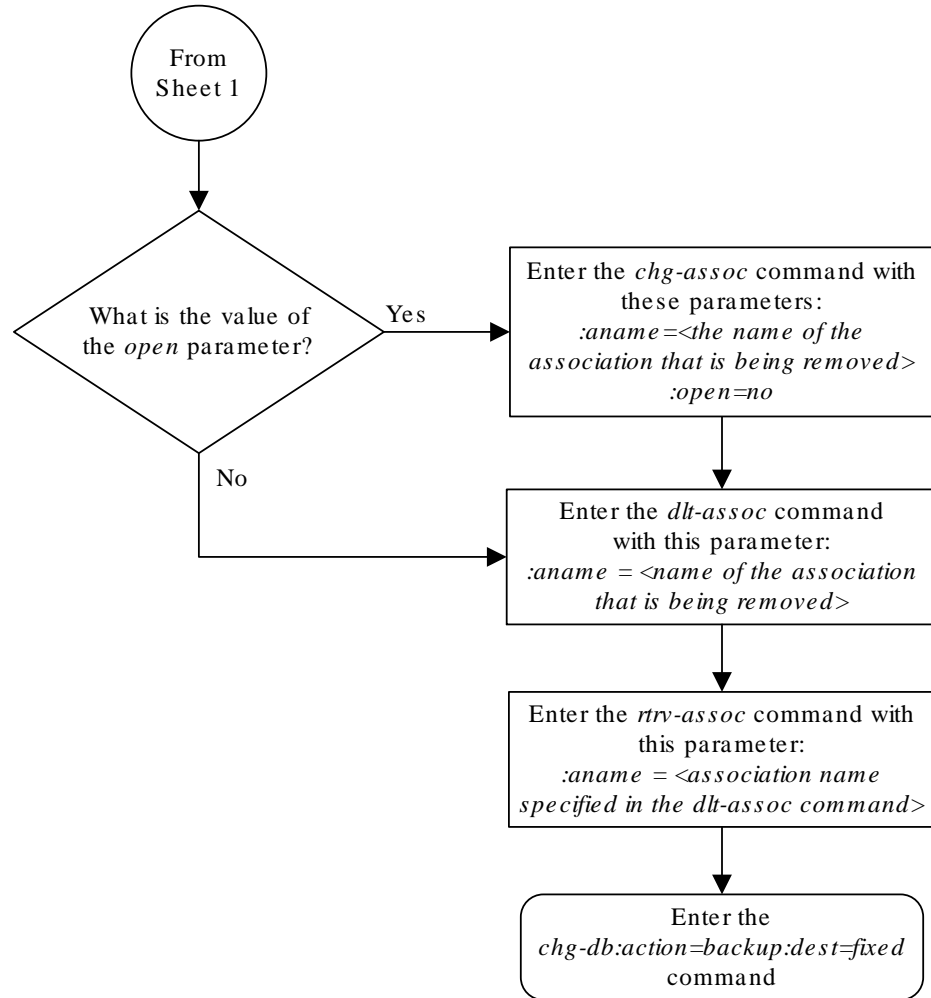 From
Sheet 1
What is the value of
the open parameter?
Yes
No
Enter the chg-assoc command with
these parameters:
:aname=<the name of the
association that is being removed>
:open=no
Enter the dlt-assoc command
with this parameter:
:aname = <name of the association
that is being removed>
Enter the rtrv-assoc command with
this parameter:
:aname = <association name
specified in the dlt-assoc command>
Enter the
chg-db:action=backup:dest=fixed
command